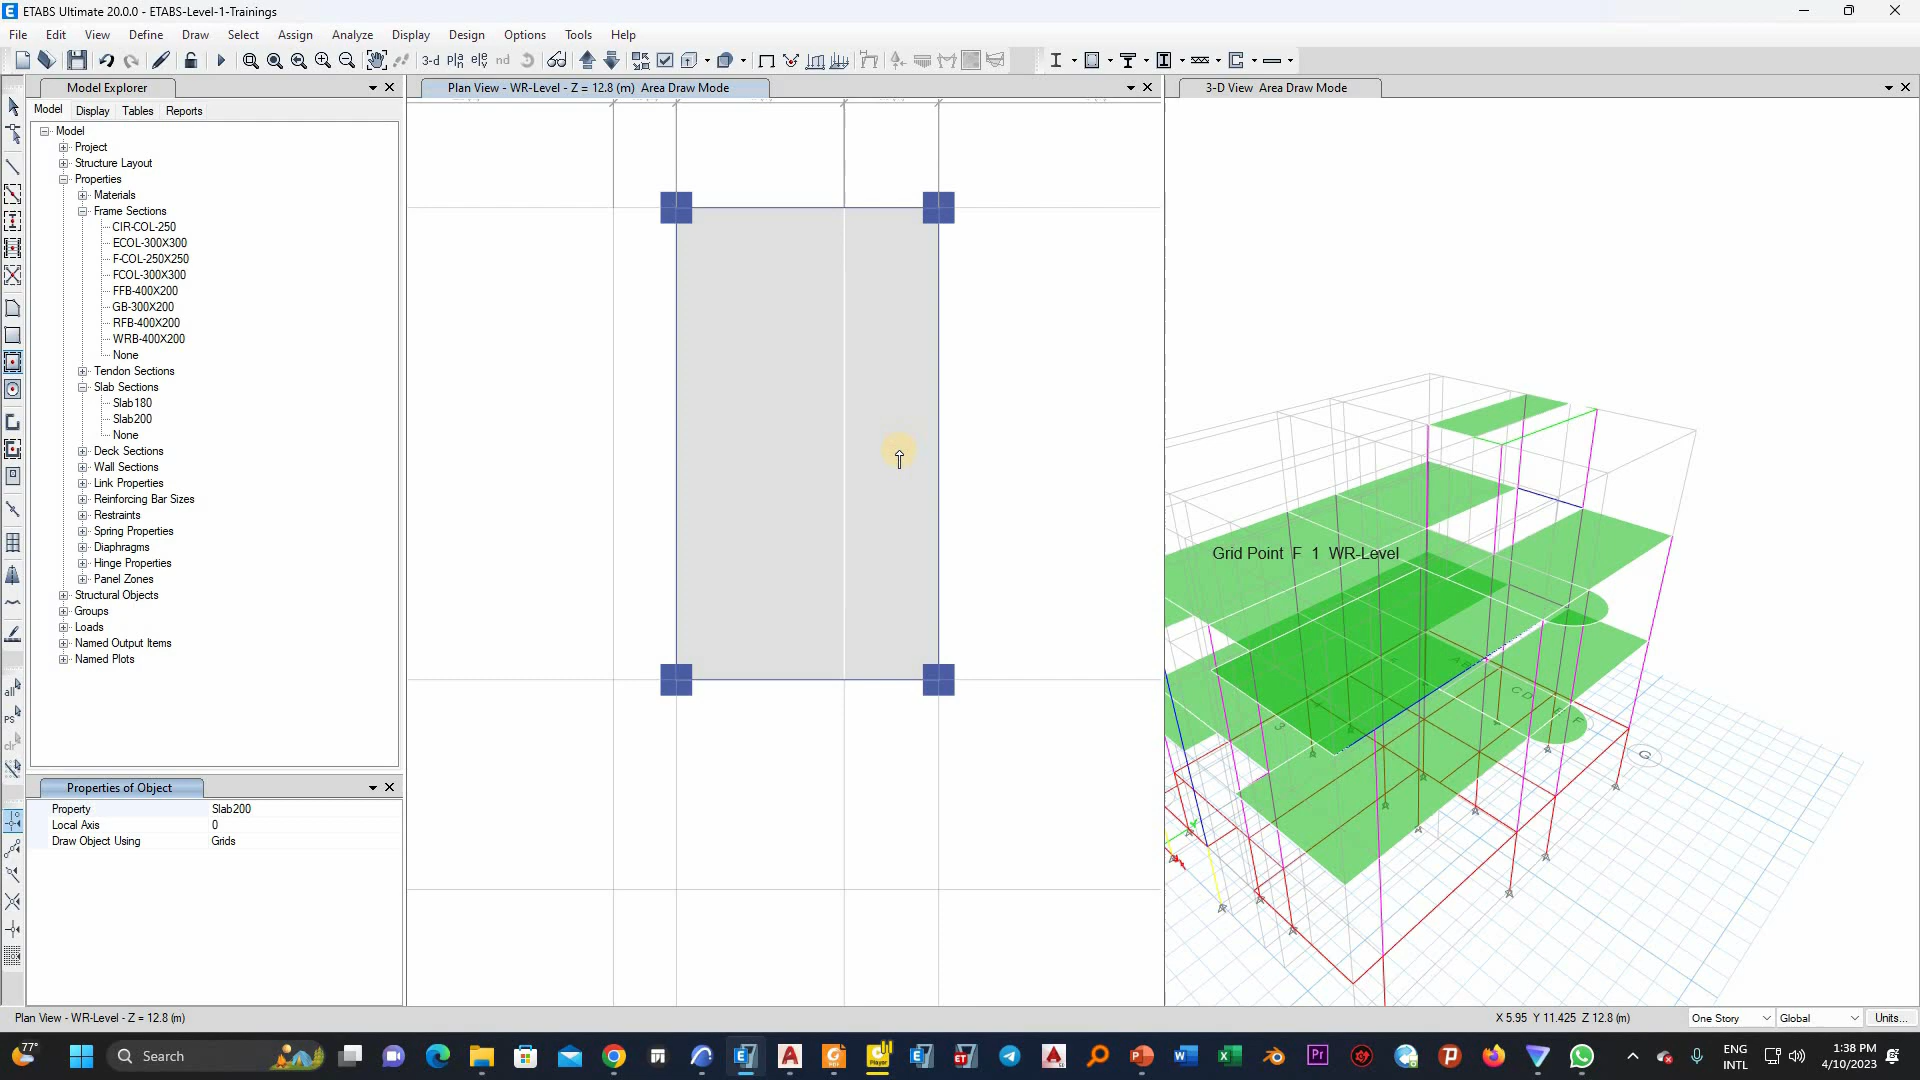 ETABS Ultimate 20.0.0 - ETABS-Level-1-Trainings
File Edit View Define Draw Select Assign Analyze Display Design Options Tools Help
3-d
nd
Model Explorer
Plan View - WR-Level - Z = 12.8 (m) Area Draw Mode
3-D View Area Draw Mode
Model Display Tables Reports
Model
Project
Structure Layout
Properties
Materials
Frame Sections
CIR-COL-250
ECOL-300X300
F-COL-250X250
FCOL-300X300
FFB-400X200
GB-300X200
RFB-400X200
WRB-400X200
None
Tendon Sections
Slab Sections
Slab180
Slab200
None
Deck Sections
Wall Sections
Link Properties
Reinforcing Bar Sizes
Restraints
Spring Properties
Diaphragms
Hinge Properties
Panel Zones
Structural Objects
Groups
Loads
Named Output Items
Named Plots
all
PS
clr
Grid Point F 1 WR-Level
C D
F
3
G
Properties of Object
Property Slab200
Local Axis 0
Draw Object Using Grids
Plan View - WR-Level - Z = 12.8 (m)
X 5.95 Y 11.425 Z 12.8 (m)
One Story
Global
Units...
77°
Search
ENG
INTL
1:38 PM
4/10/2023